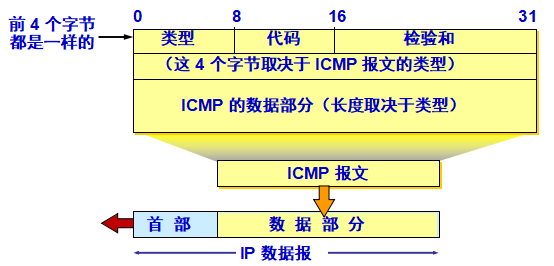 0 8 16 31
前 4 个字节
都是一样的
类型 代码 检验和
（这 4 个字节取决于 ICMP 报文的类型）
ICMP 的数据部分（长度取决于类型）
ICMP 报文
首 部 数 据 部 分
IP 数据报